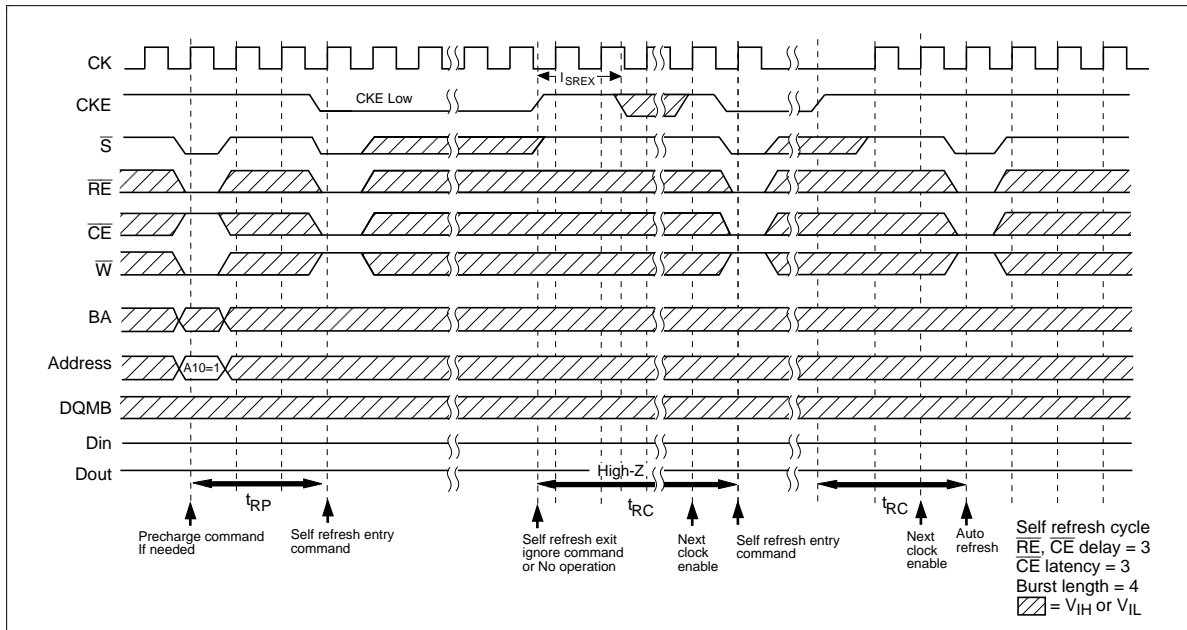 CK
lSREX
CKE
CKE Low
S
RE
CE
W
BA
Address
A10=1
DQMB
Din
Dout
High-Z
tRP
tRC
tRC
Precharge command
If needed
Self refresh entry
command
Self refresh exit
ignore command
or No operation
Next
clock
enable
Self refresh entry
command
Next
clock
enable
Auto
refresh
Self refresh cycle
RE, CE delay = 3
CE latency = 3
Burst length = 4
= VIH or VIL